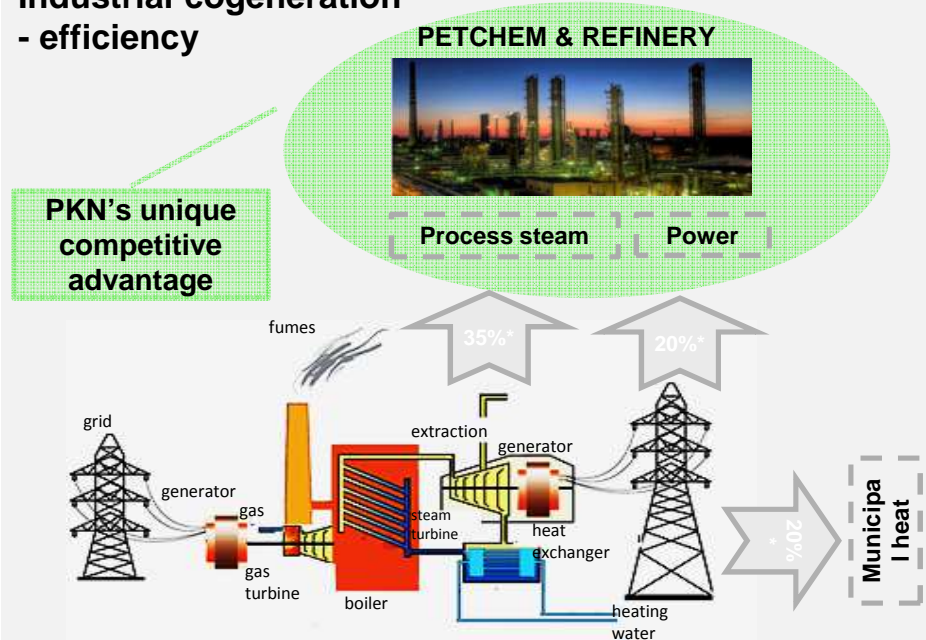 Industrial cogeneration
- efficiency
PETCHEM & REFINERY
PKN's unique
competitive
advantage
Process steam
Power
35%*
20%*
fumes
grid
extraction
generator
generator
gas
steam
turbine
heat
exchanger
gas
turbine
boiler
heating
water
20%
*
Municipa
l heat